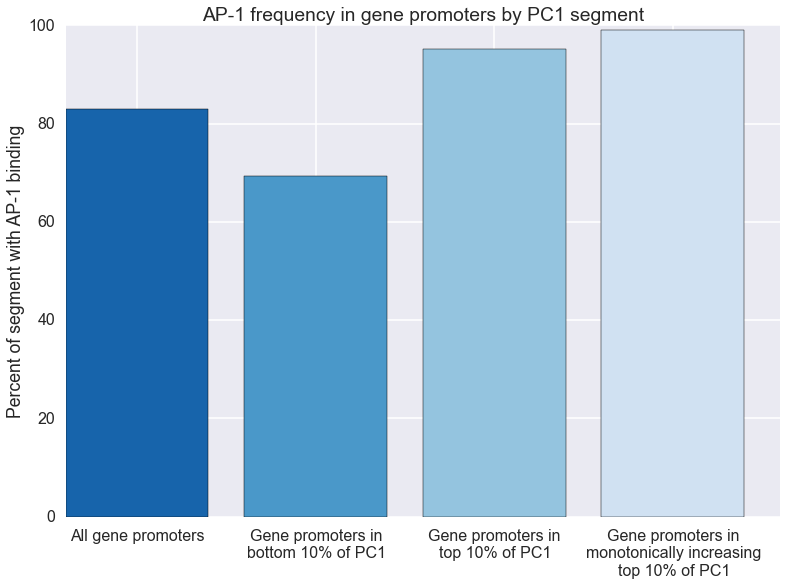 AP-1 frequency in gene promoters by PC1 segment
Percent of segment with AP-1 binding
100
80
60
40
20
0
All gene promoters
Gene promoters in
bottom 10% of PC1
Gene promoters in
top 10% of PC1
Gene promoters in
monotonically increasing
top 10% of PC1